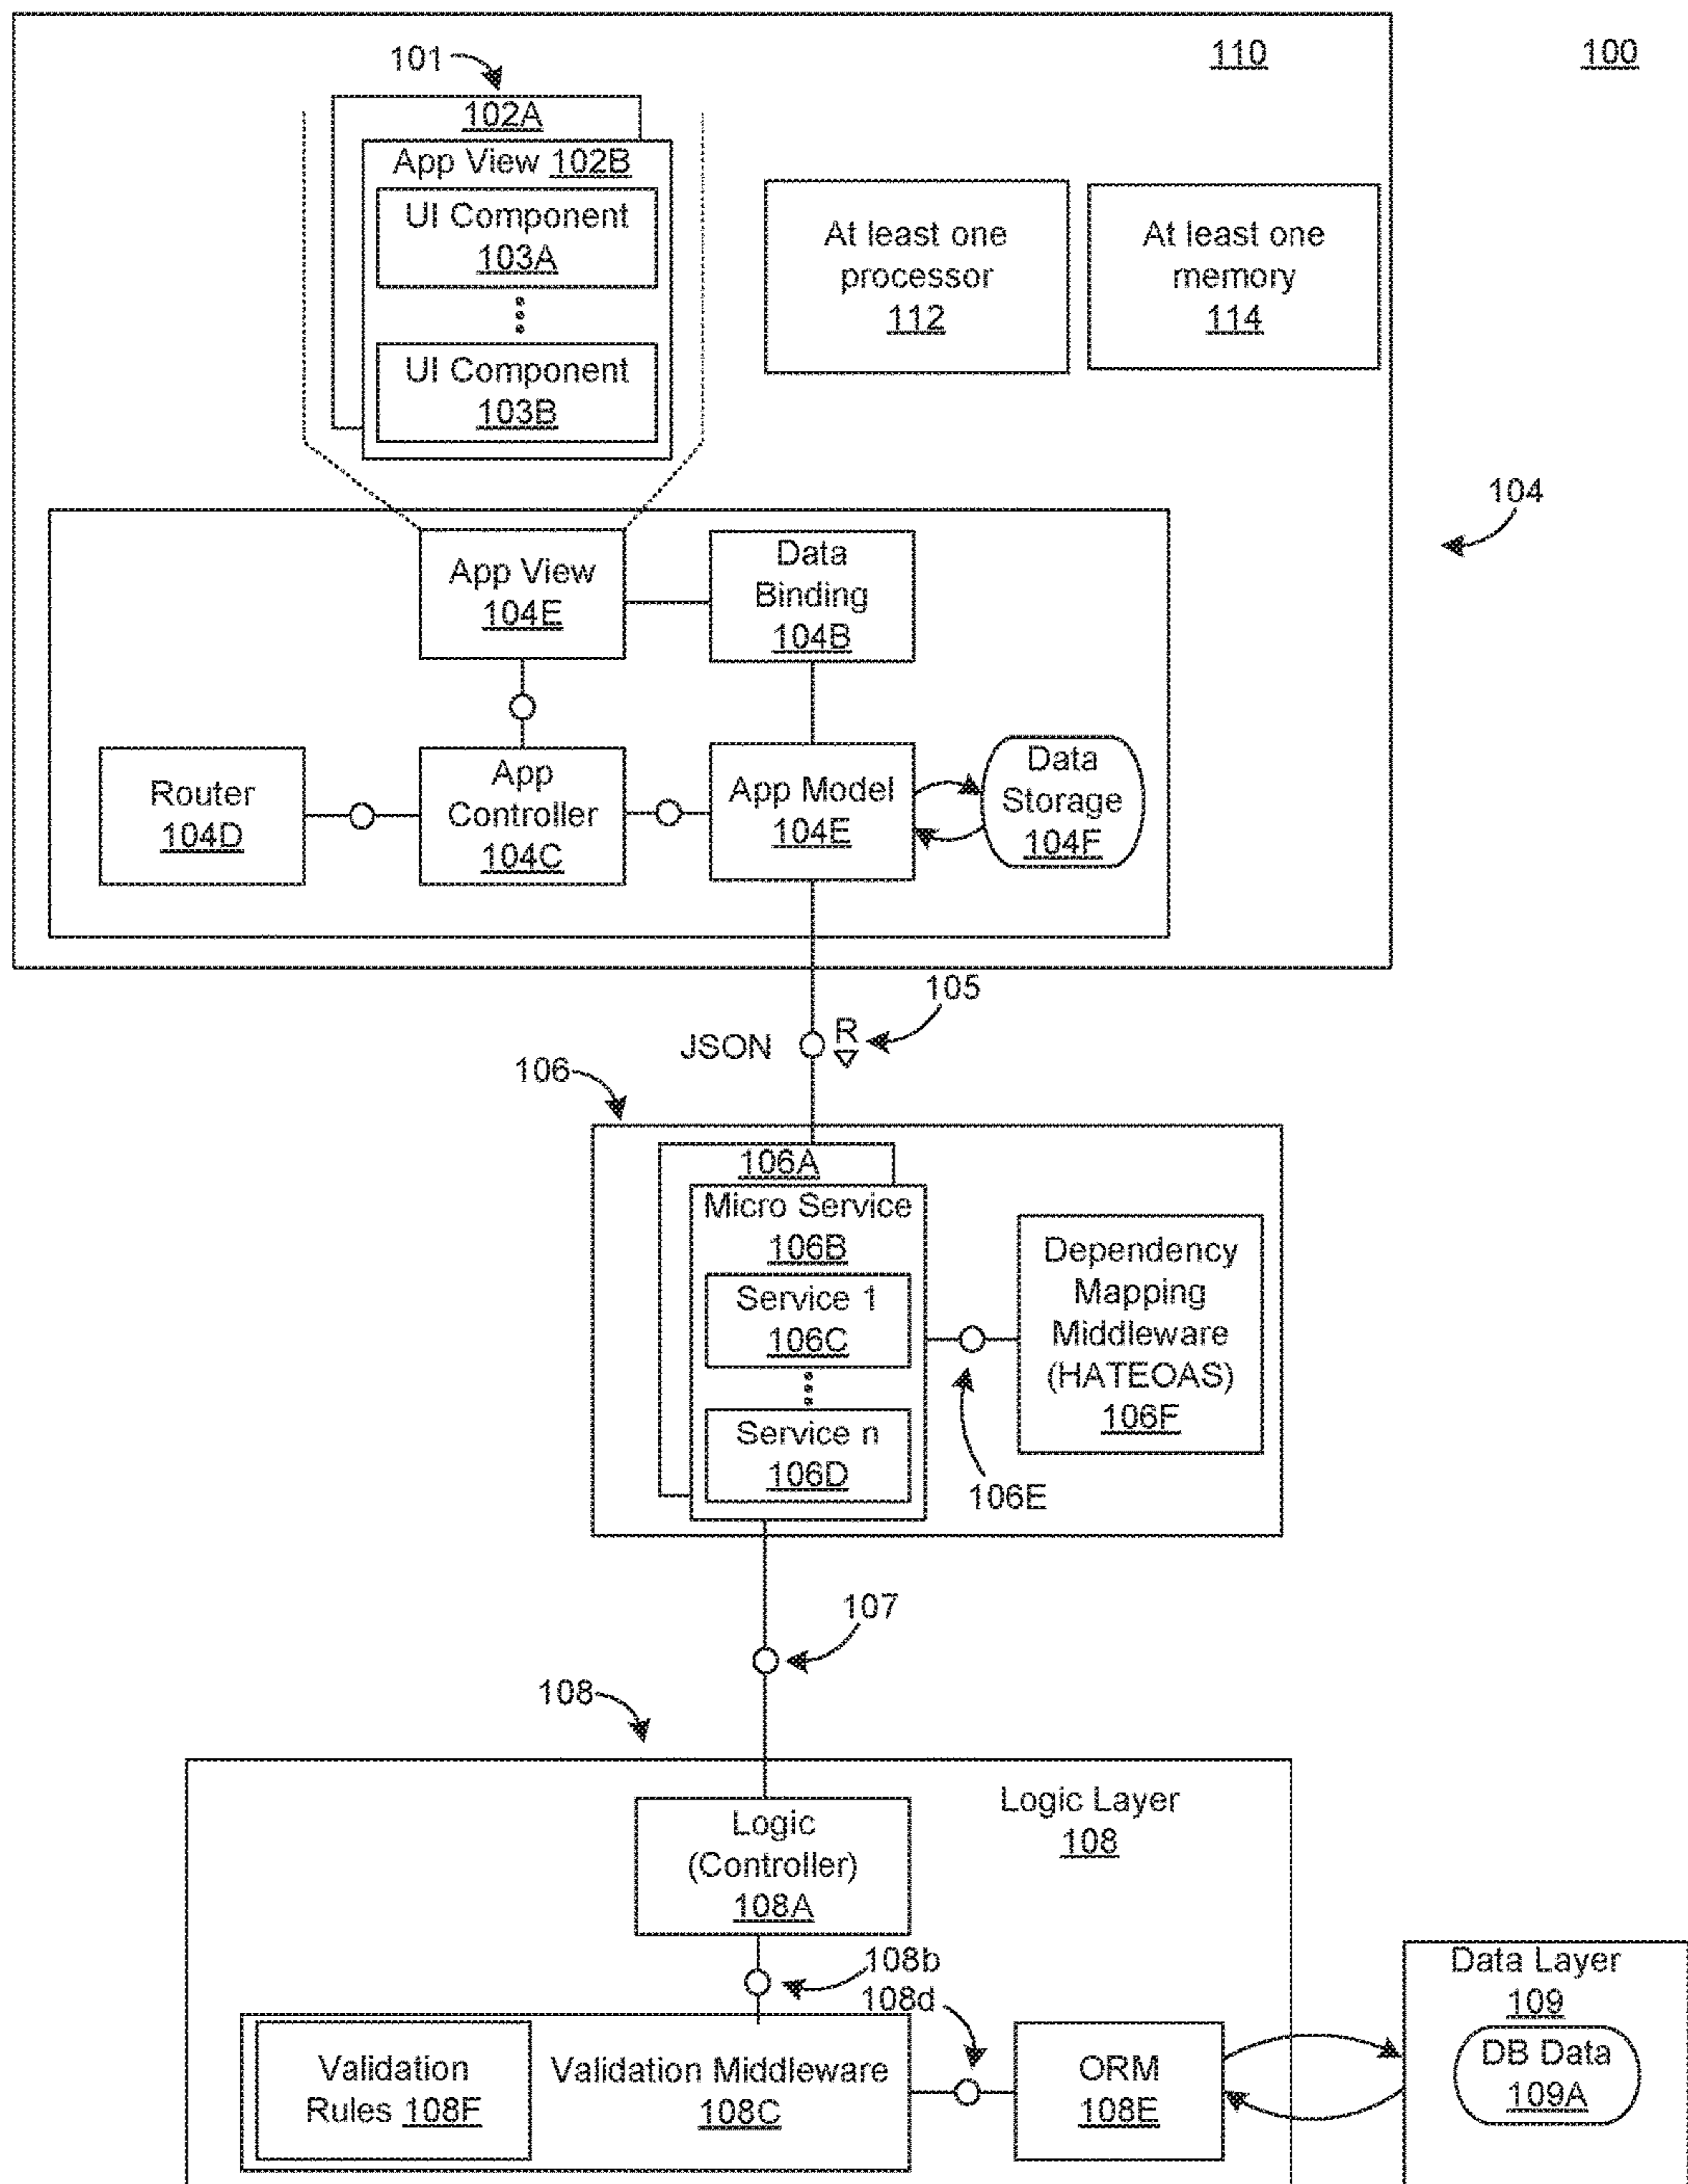 110
100
101
102A
App View 102B
UI Component
103A
UI Component
103B
At least one
processor
112
At least one
memory
114
104
App View
104E
Data
Binding
104B
Router
104D
App
Controller
104C
App Model
104E
Data
Storage
104F
105
JSON
R
106
106A
Micro Service
106B
Service 1
106C
Service n
106D
Dependency
Mapping
Middleware
(HATEOAS)
106F
106E
107
108
Logic Layer
108
Logic
(Controller)
108A
108b
108d
Validation
Rules 108F
Validation Middleware
108C
ORM
108E
Data Layer
109
DB Data
109A